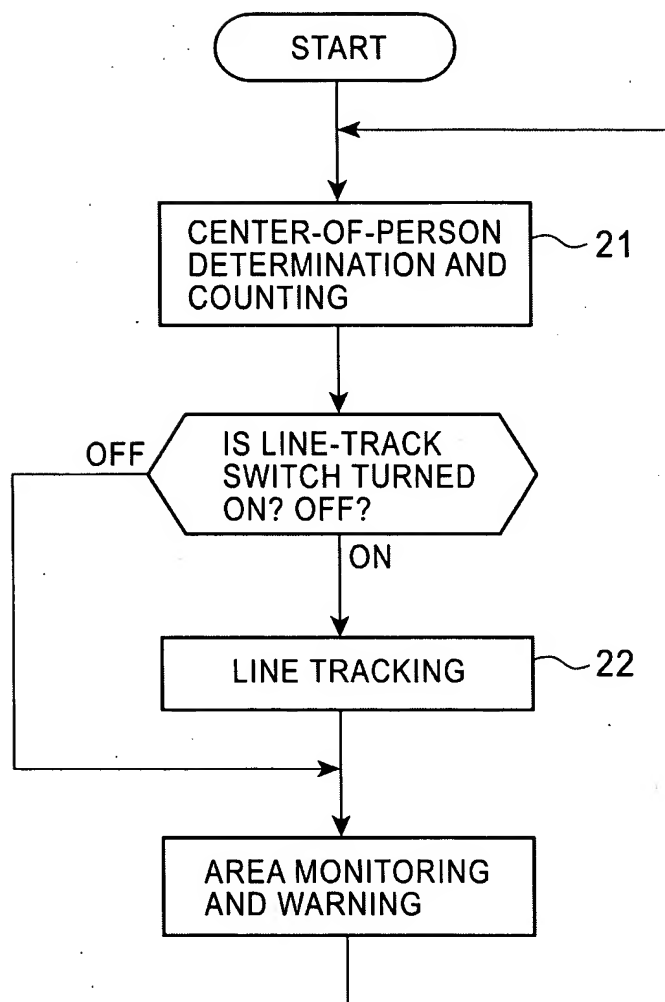 START
CENTER-OF-PERSON
DETERMINATION AND
COUNTING
21
IS LINE-TRACK
SWITCH TURNED
ON? OFF?
OFF
ON
LINE TRACKING
22
AREA MONITORING
AND WARNING